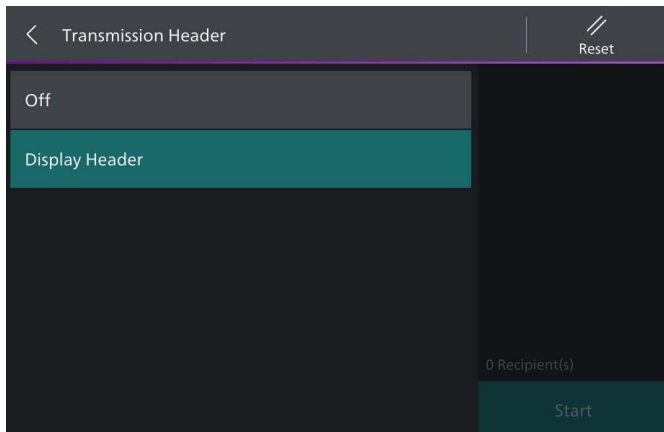 Transmission Header
Reset
Off
Display Header
0 Recipient(s)
Start